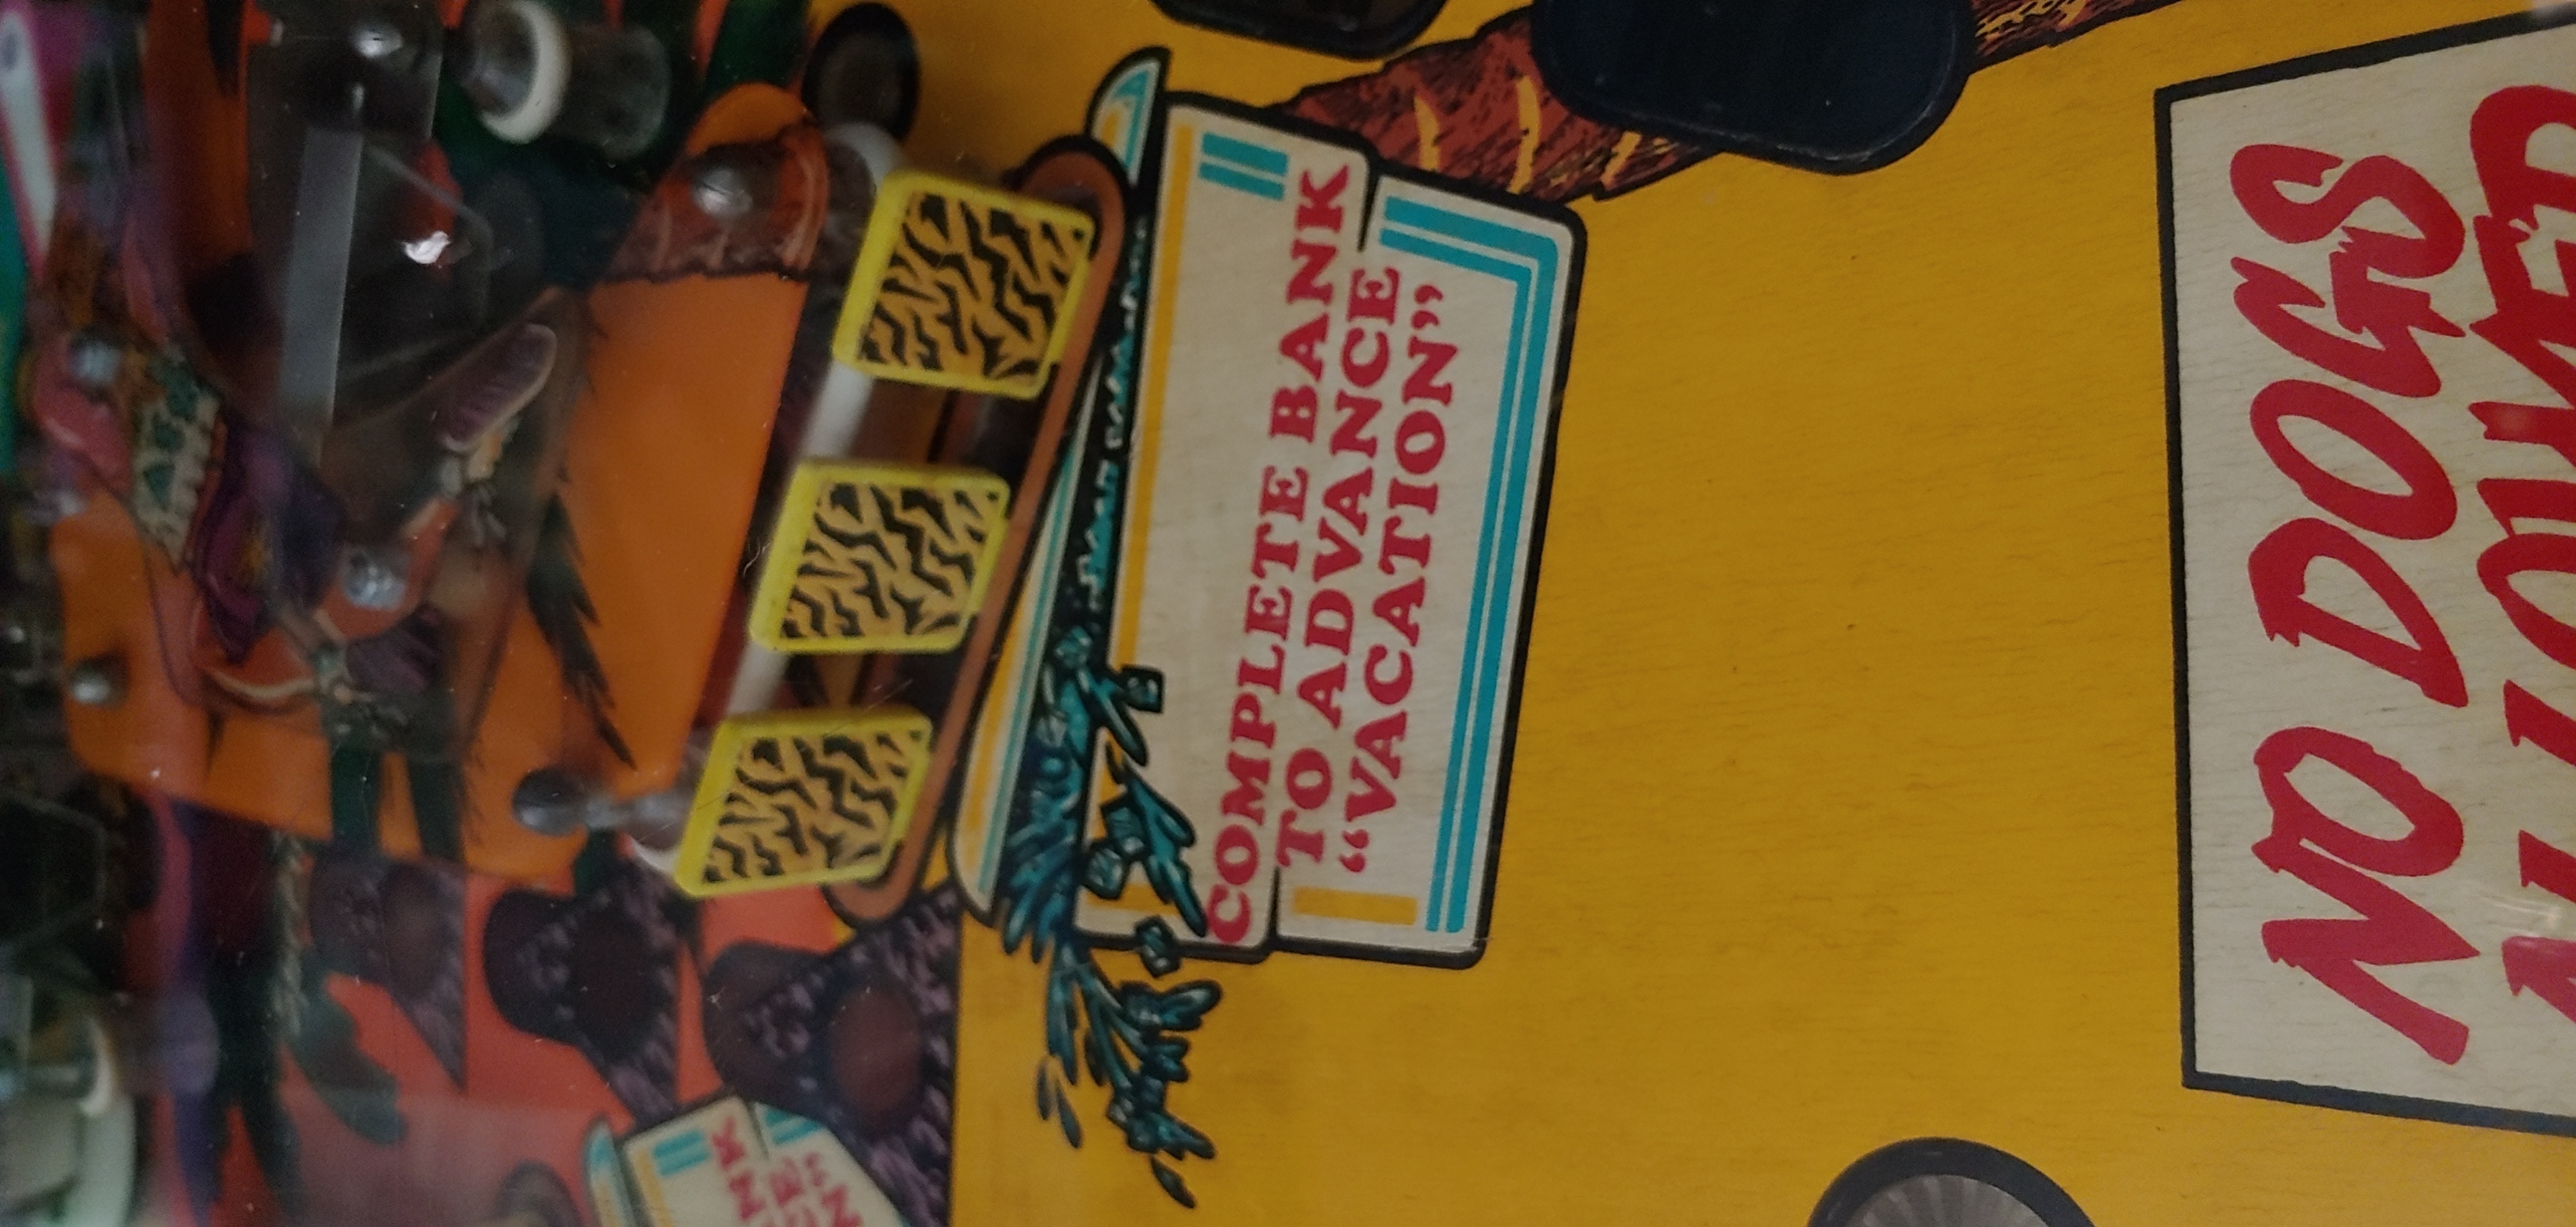 COMPLETE BANK
TO ADVANCE
“VACATION”
NO DOGS